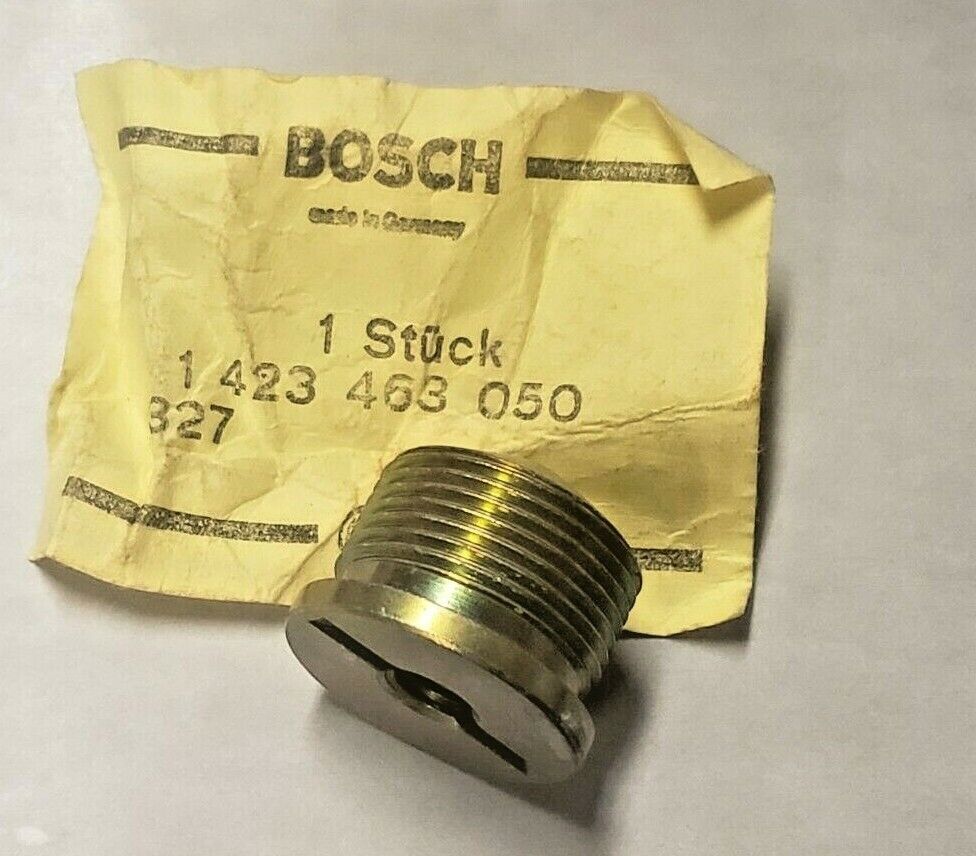 BOSCH
made in Germany
1 Stück
1 423 463 050
327